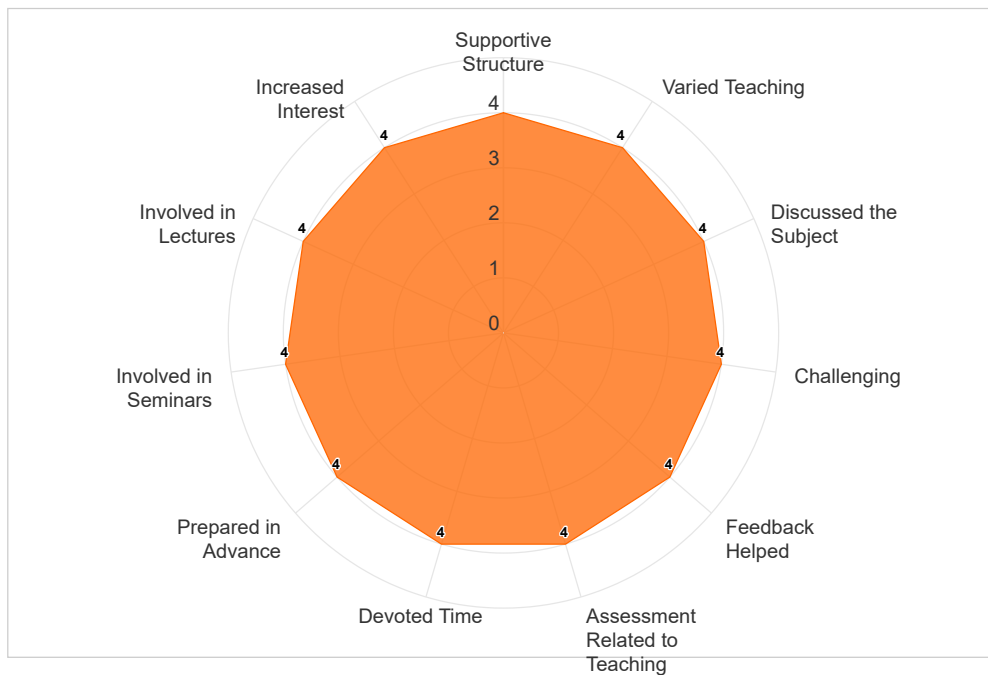 Supportive
Structure
Increased
Interest
Varied Teaching
4
4
4
3
Involved in
Lectures
Discussed the
Subject
2
4
4
1
0
4
4
Involved in
Seminars
Challenging
4
4
Prepared in
Advance
Feedback
Helped
4
4
Devoted Time
Assessment
Related to
Teaching